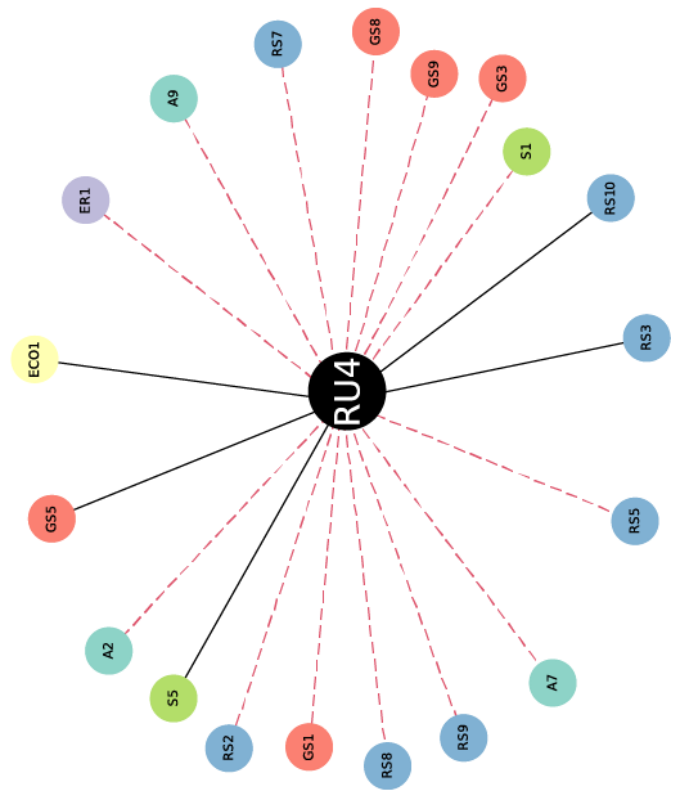 GS8
RS7
GS9
GS3
A9
S1
RS10
ER1
RS3
ECO1
RU4
GS5
RS5
A2
A7
S5
RS9
GS1
RS2
RS8